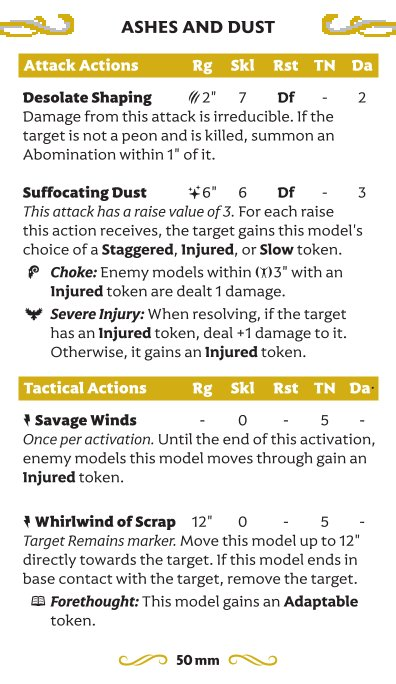 ASHES AND DUST
Attack Actions Rg Skl Rst TN Da
Desolate Shaping 2" 7 Df - 2
Damage from this attack is irreducible. If the
target is not a peon and is killed, summon an
Abomination within 1" of it.
Suffocating Dust 6" 6 Df - 3
This attack has a raise value of 3. For each raise
this action receives, the target gains this model's
choice of a Staggered, Injured, or Slow token.
Choke: Enemy models within 3" with an
Injured token are dealt 1 damage.
Severe Injury: When resolving, if the target
has an Injured token, deal +1 damage to it.
Otherwise, it gains an Injured token.
Tactical Actions Rg Skl Rst TN Da
Savage Winds - 0 - 5 -
Once per activation. Until the end of this activation,
enemy models this model moves through gain an
Injured token.
Whirlwind of Scrap 12" 0 - 5 -
Target Remains marker. Move this model up to 12"
directly towards the target. If this model ends in
base contact with the target, remove the target.
Forethought: This model gains an Adaptable
token.
50 mm